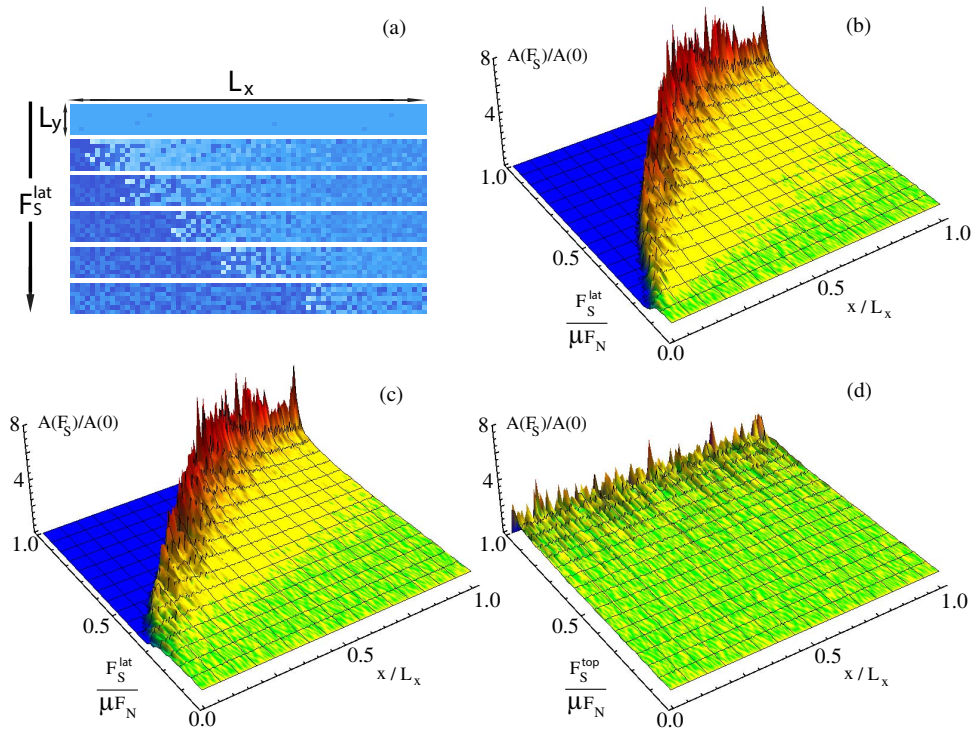 (a)
L_x
L_y
F_S^lat
(b)
A(F_S)/A(0)
8
4
1.0
0.5
0.0
F_S^lat
μF_N
0.5
1.0
x / L_x
(c)
A(F_S)/A(0)
8
4
1.0
0.5
0.0
F_S^lat
μF_N
0.5
1.0
x / L_x
(d)
A(F_S)/A(0)
8
4
1.0
0.5
0.0
F_S^top
μF_N
0.5
1.0
x / L_x